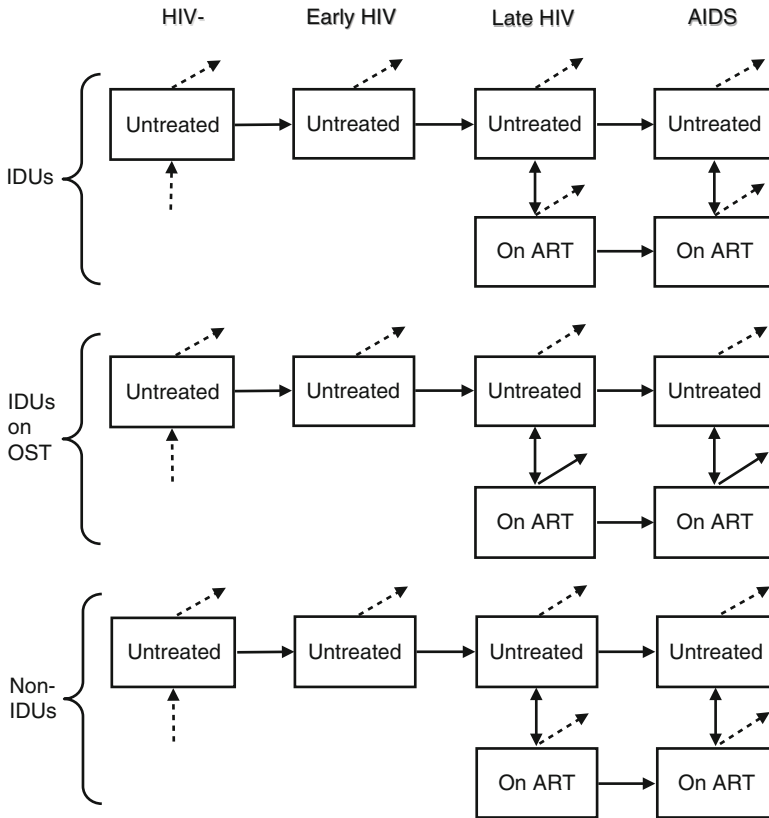 HIV-
Early HIV
Late HIV
AIDS
IDUs
Untreated
Untreated
Untreated
Untreated
On ART
On ART
IDUs
on
OST
Untreated
Untreated
Untreated
Untreated
On ART
On ART
Non-
IDUs
Untreated
Untreated
Untreated
Untreated
On ART
On ART